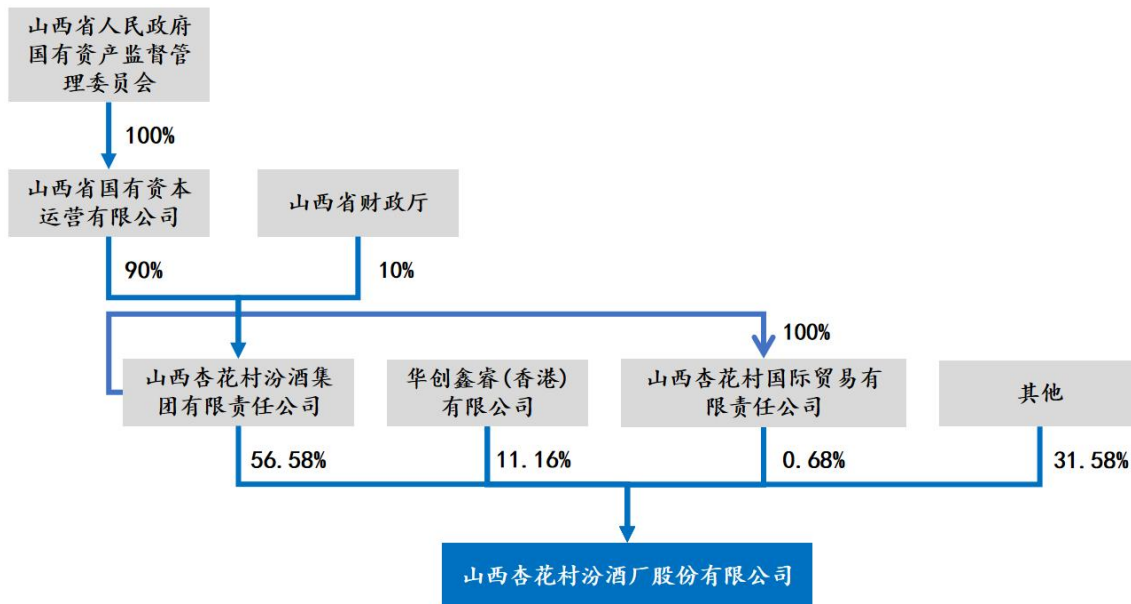 山西省人民政府
国有资产监督管
理委员会
100%
山西省国有资本
运营有限公司
山西省财政厅
90%
10%
100%
山西杏花村汾酒集
团有限责任公司
华创鑫睿(香港)
有限公司
山西杏花村国际贸易有
限责任公司
其他
56.58%
11.16%
0.68%
31.58%
山西杏花村汾酒厂股份有限公司